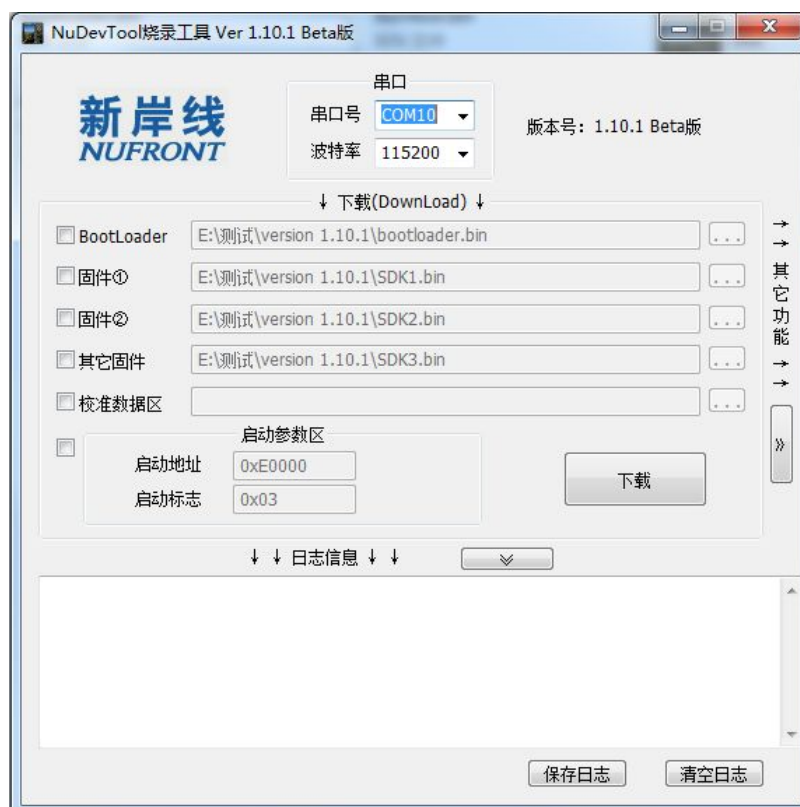 NuDevTool烧录工具 Ver 1.10.1 Beta版
新岸线
NUFRONT
串口
串口号 COM10
波特率 115200
版本号：1.10.1 Beta版
↓ 下载(DownLoad) ↓
BootLoader E:\测试\version 1.10.1\bootloader.bin ...
固件① E:\测试\version 1.10.1\SDK1.bin ...
固件② E:\测试\version 1.10.1\SDK2.bin ...
其它固件 E:\测试\version 1.10.1\SDK3.bin ...
校准数据区 ...
启动参数区
启动地址 0xE0000
启动标志 0x03
下载
→→其它功能→→
↓ ↓ 日志信息 ↓ ↓
保存日志 清空日志